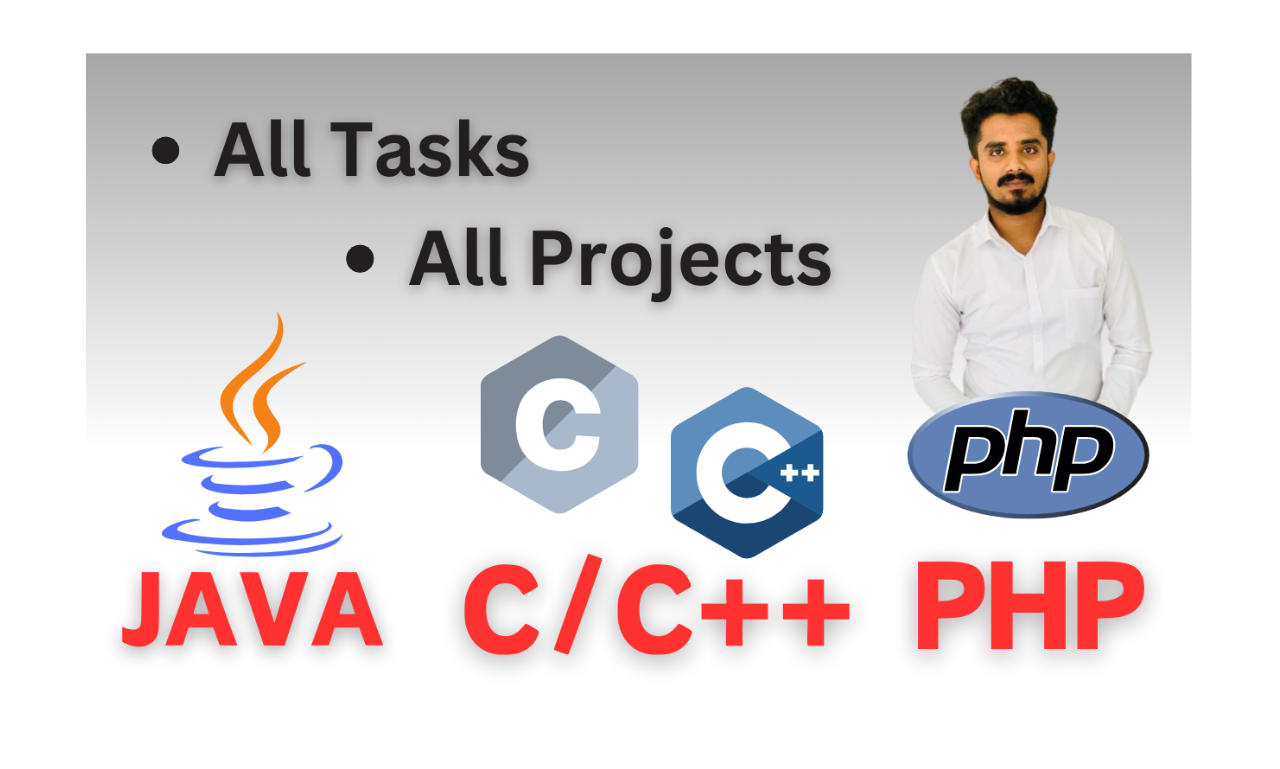 • All Tasks
• All Projects
C
C++
php
JAVA
C/C++
PHP